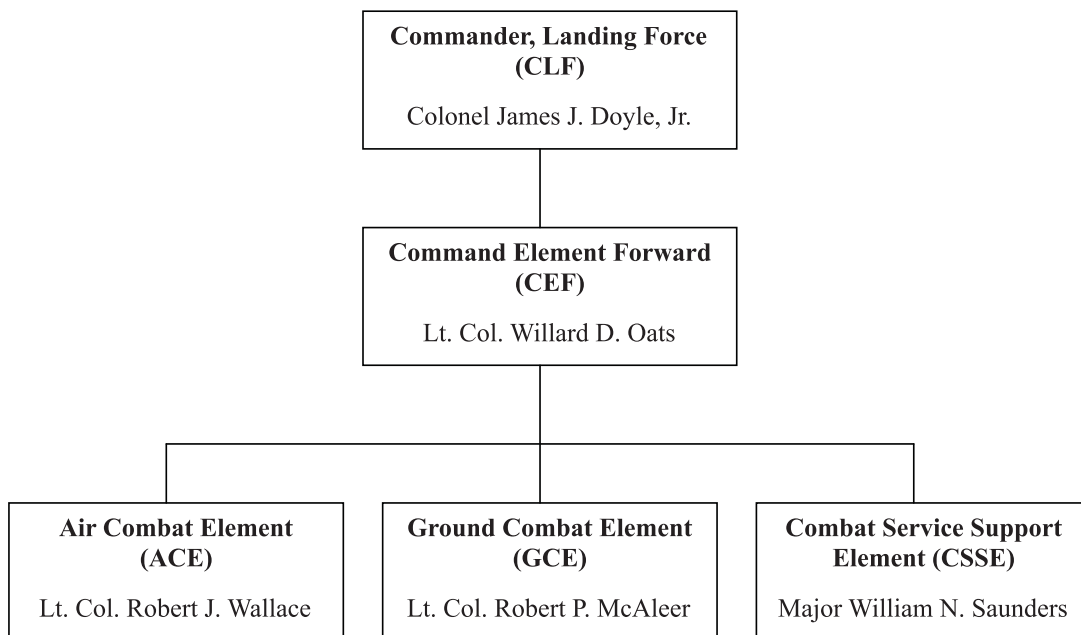 Commander, Landing Force
(CLF)
Colonel James J. Doyle, Jr.
Command Element Forward
(CEF)
Lt. Col. Willard D. Oats
Air Combat Element
(ACE)
Lt. Col. Robert J. Wallace
Ground Combat Element
(GCE)
Lt. Col. Robert P. McAleer
Combat Service Support
Element (CSSE)
Major William N. Saunders